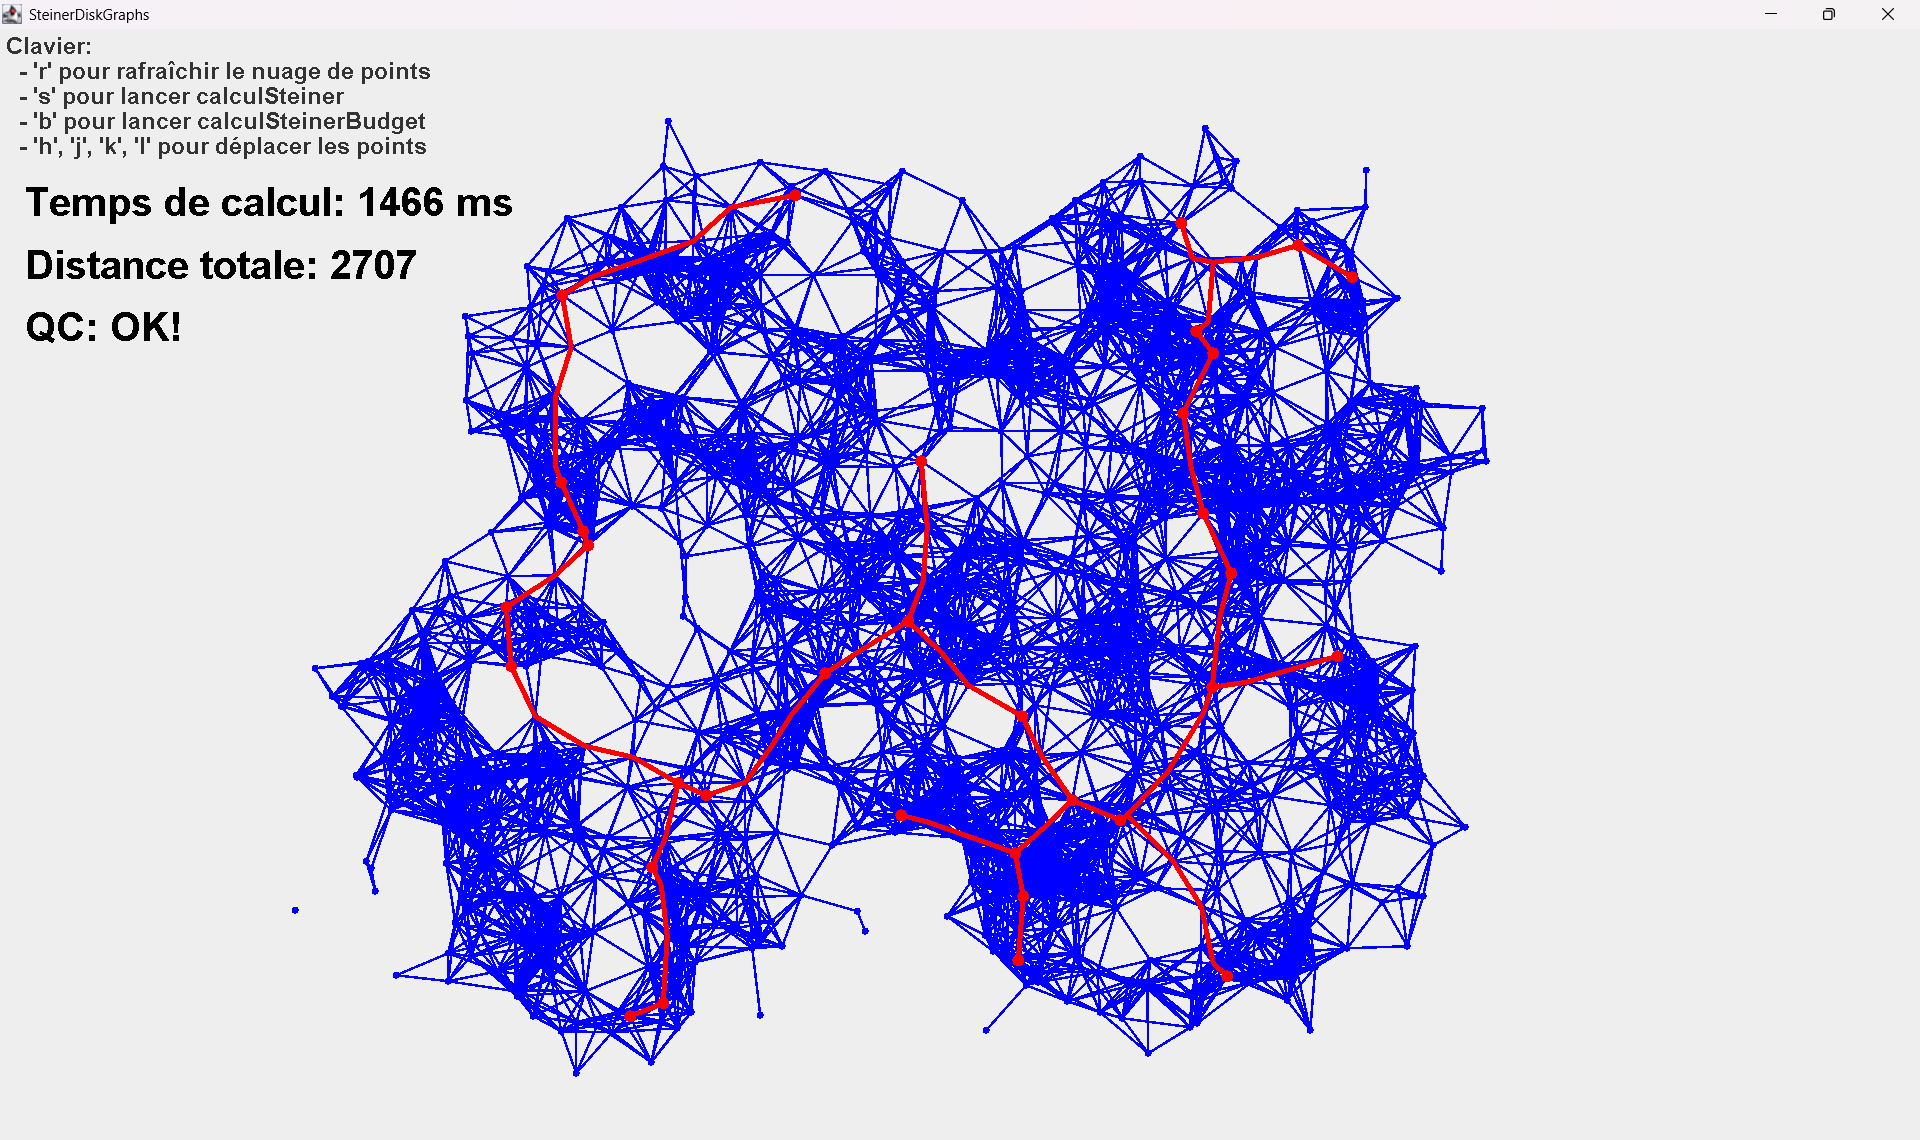 SteinerDiskGraphs
Clavier:
- 'r' pour rafraîchir le nuage de points
- 's' pour lancer calculSteiner
- 'b' pour lancer calculSteinerBudget
- 'h', 'j', 'k', 'l' pour déplacer les points
Temps de calcul: 1466 ms
Distance totale: 2707
QC: OK!